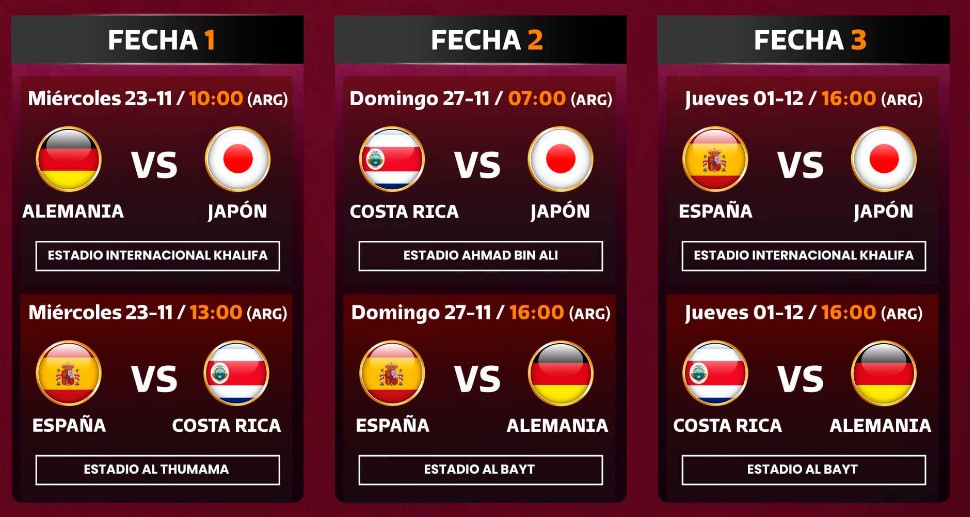 FECHA 1
Miércoles 23-11 / 10:00 (ARG)
VS
ALEMANIA JAPÓN
ESTADIO INTERNACIONAL KHALIFA
Miércoles 23-11 / 13:00 (ARG)
VS
ESPAÑA COSTA RICA
ESTADIO AL THUMAMA
FECHA 2
Domingo 27-11 / 07:00 (ARG)
VS
COSTA RICA JAPÓN
ESTADIO AHMAD BIN ALI
Domingo 27-11 / 16:00 (ARG)
VS
ESPAÑA ALEMANIA
ESTADIO AL BAYT
FECHA 3
Jueves 01-12 / 16:00 (ARG)
VS
ESPAÑA JAPÓN
ESTADIO INTERNACIONAL KHALIFA
Jueves 01-12 / 16:00 (ARG)
VS
COSTA RICA ALEMANIA
ESTADIO AL BAYT